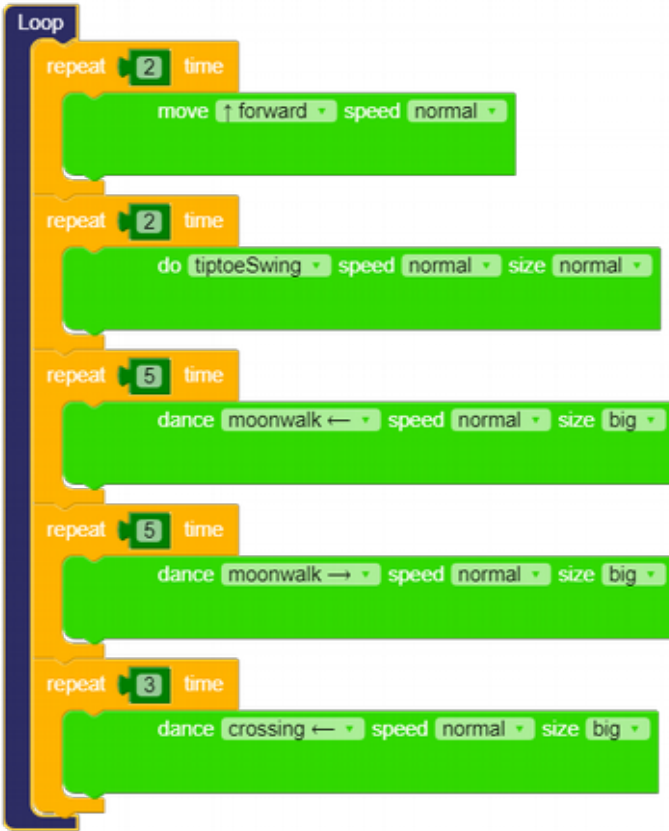 Loop
repeat 2 time
move ↑ forward ▾ speed normal ▾
repeat 2 time
do tiptoeSwing ▾ speed normal ▾ size normal ▾
repeat 5 time
dance moonwalk ← ▾ speed normal ▾ size big ▾
repeat 5 time
dance moonwalk → ▾ speed normal ▾ size big ▾
repeat 3 time
dance crossing ← ▾ speed normal ▾ size big ▾